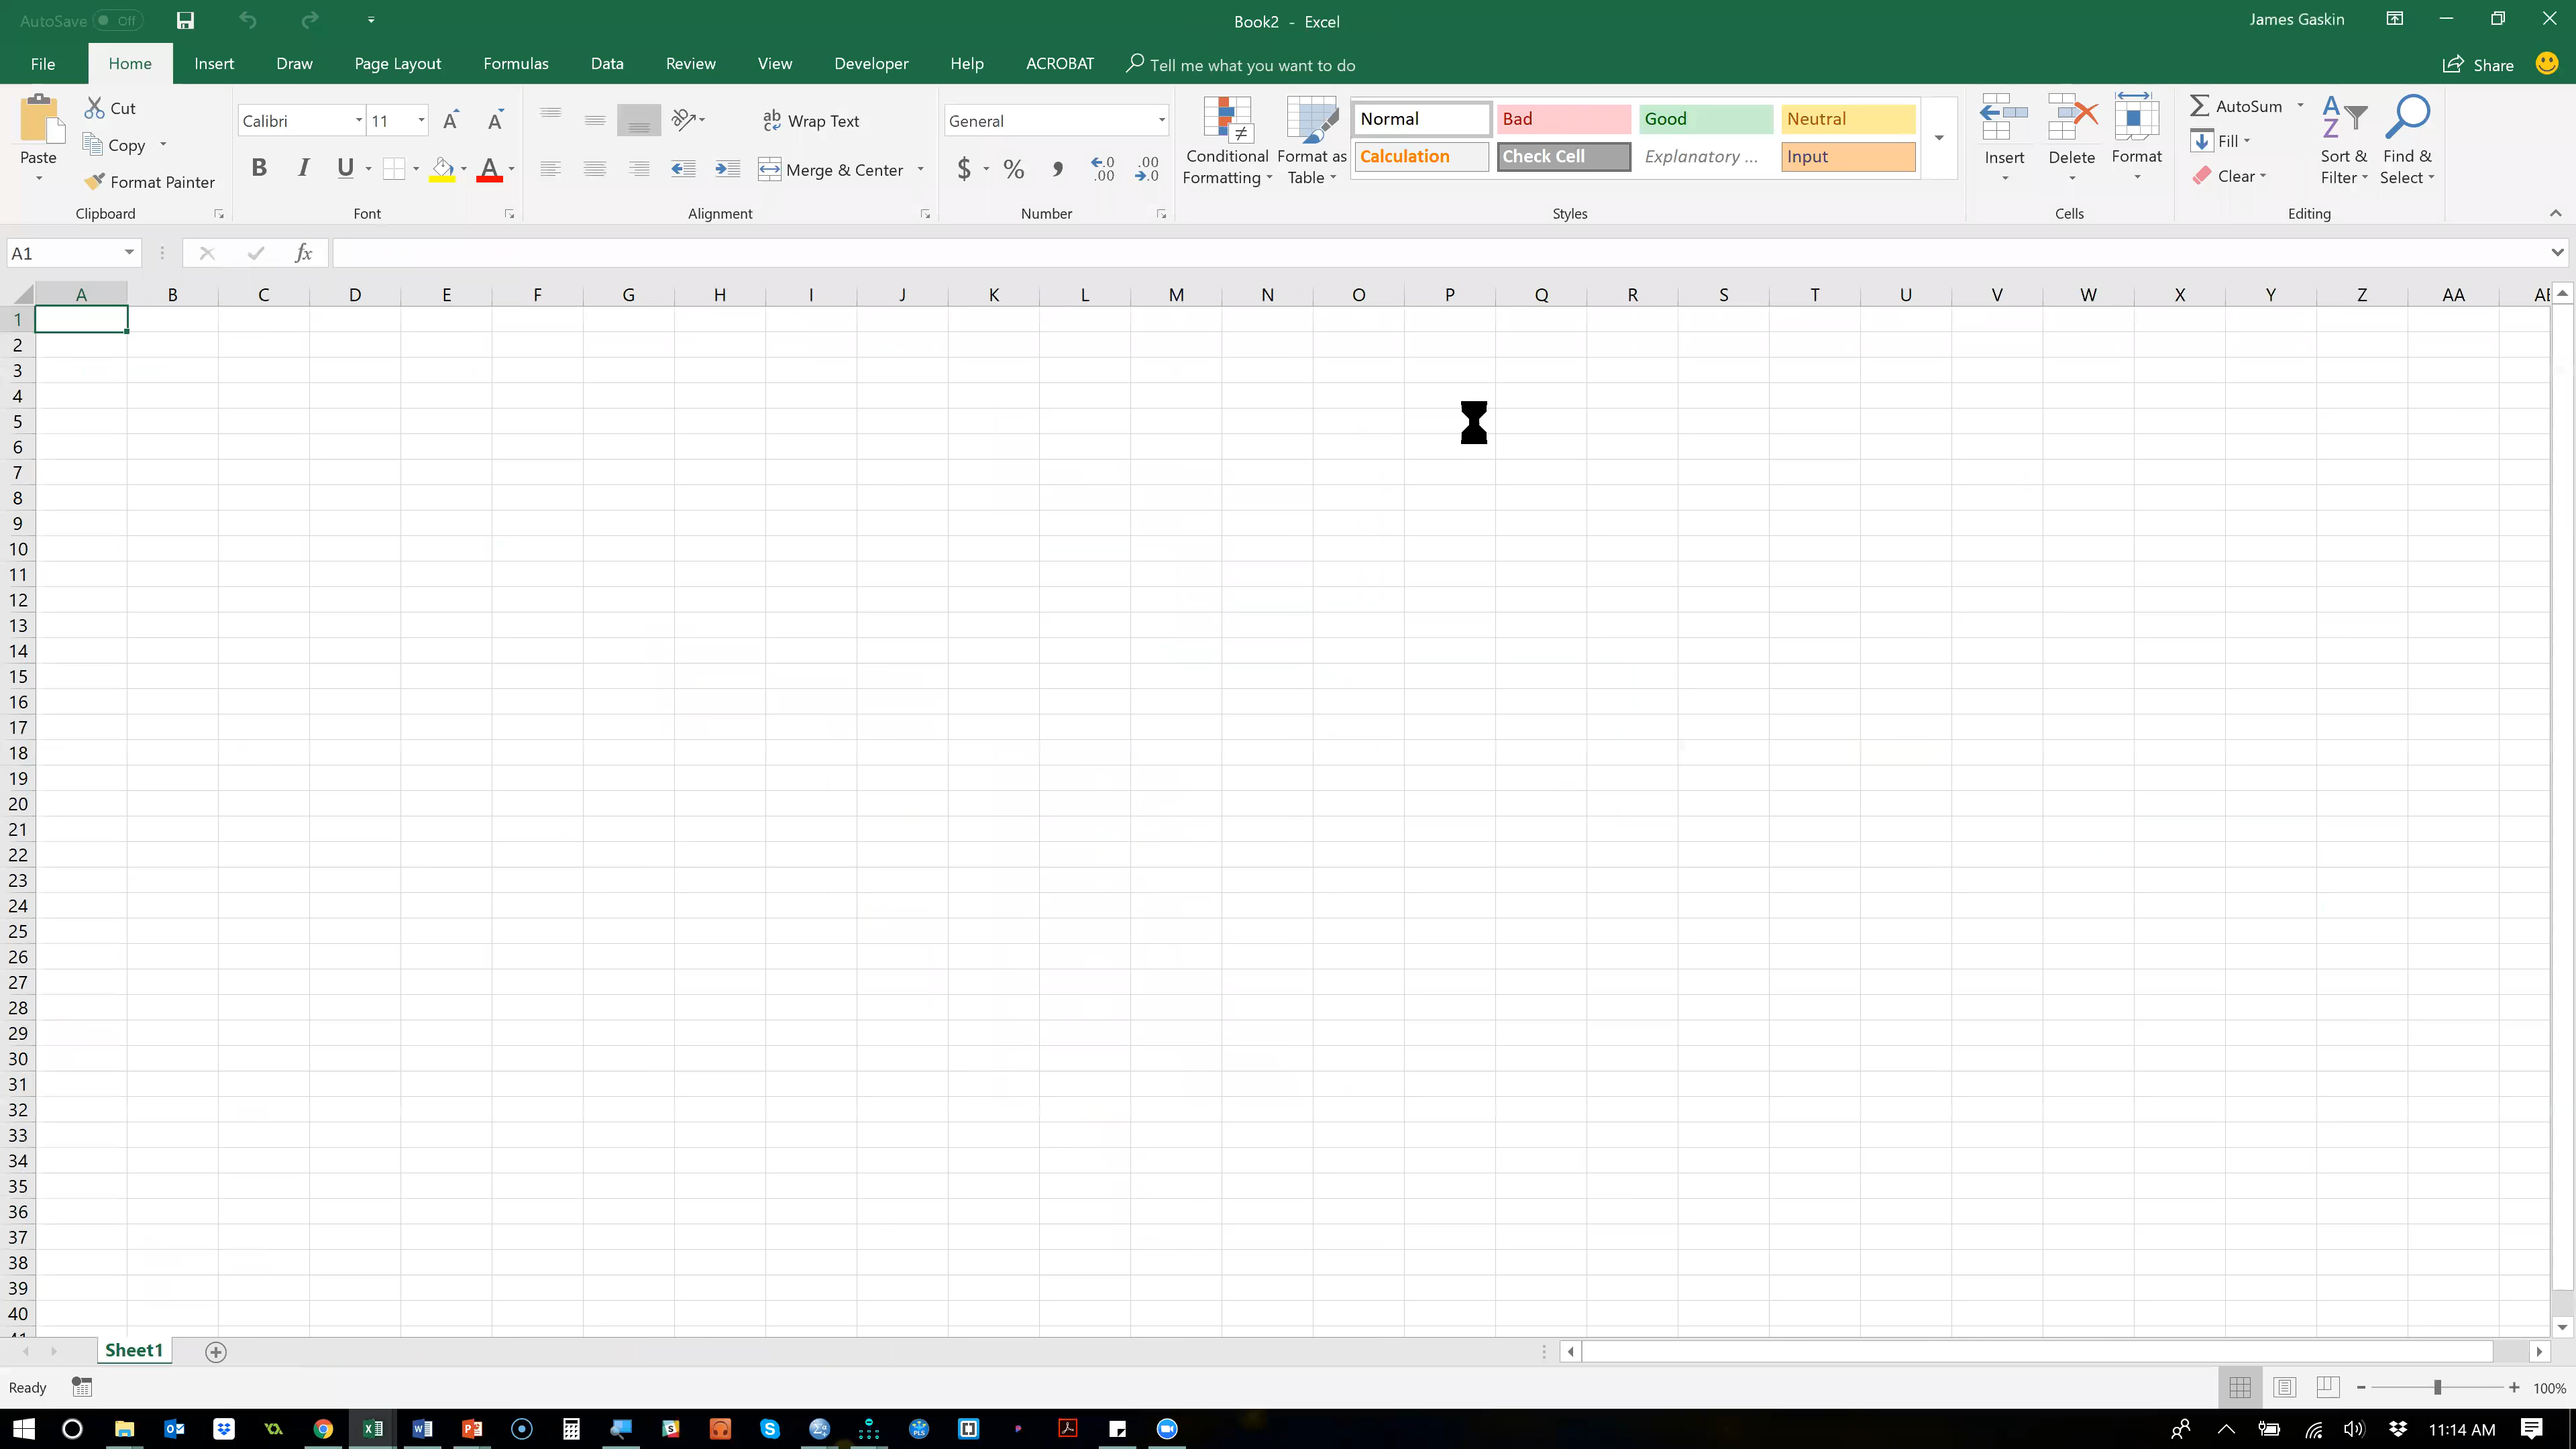 AutoSave Off
Book2 - Excel
James Gaskin
File Home Insert Draw Page Layout Formulas Data Review View Developer Help ACROBAT Tell me what you want to do Share
Paste
Cut
Copy
Format Painter
Clipboard
Calibri 11
B I U A
Font
Wrap Text
Merge & Center
Alignment
General
$ % , .00 .00
Number
Conditional Formatting
Format as Table
Normal Bad Good Neutral
Calculation Check Cell Explanatory ... Input
Styles
Insert Delete Format
Cells
AutoSum
Fill
Clear
Sort & Filter
Find & Select
Editing
A1 fx
A B C D E F G H I J K L M N O P Q R S T U V W X Y Z AA
1
2
3
4
5
6
7
8
9
10
11
12
13
14
15
16
17
18
19
20
21
22
23
24
25
26
27
28
29
30
31
32
33
34
35
36
37
38
39
40
Sheet1
Ready
100%
11:14 AM